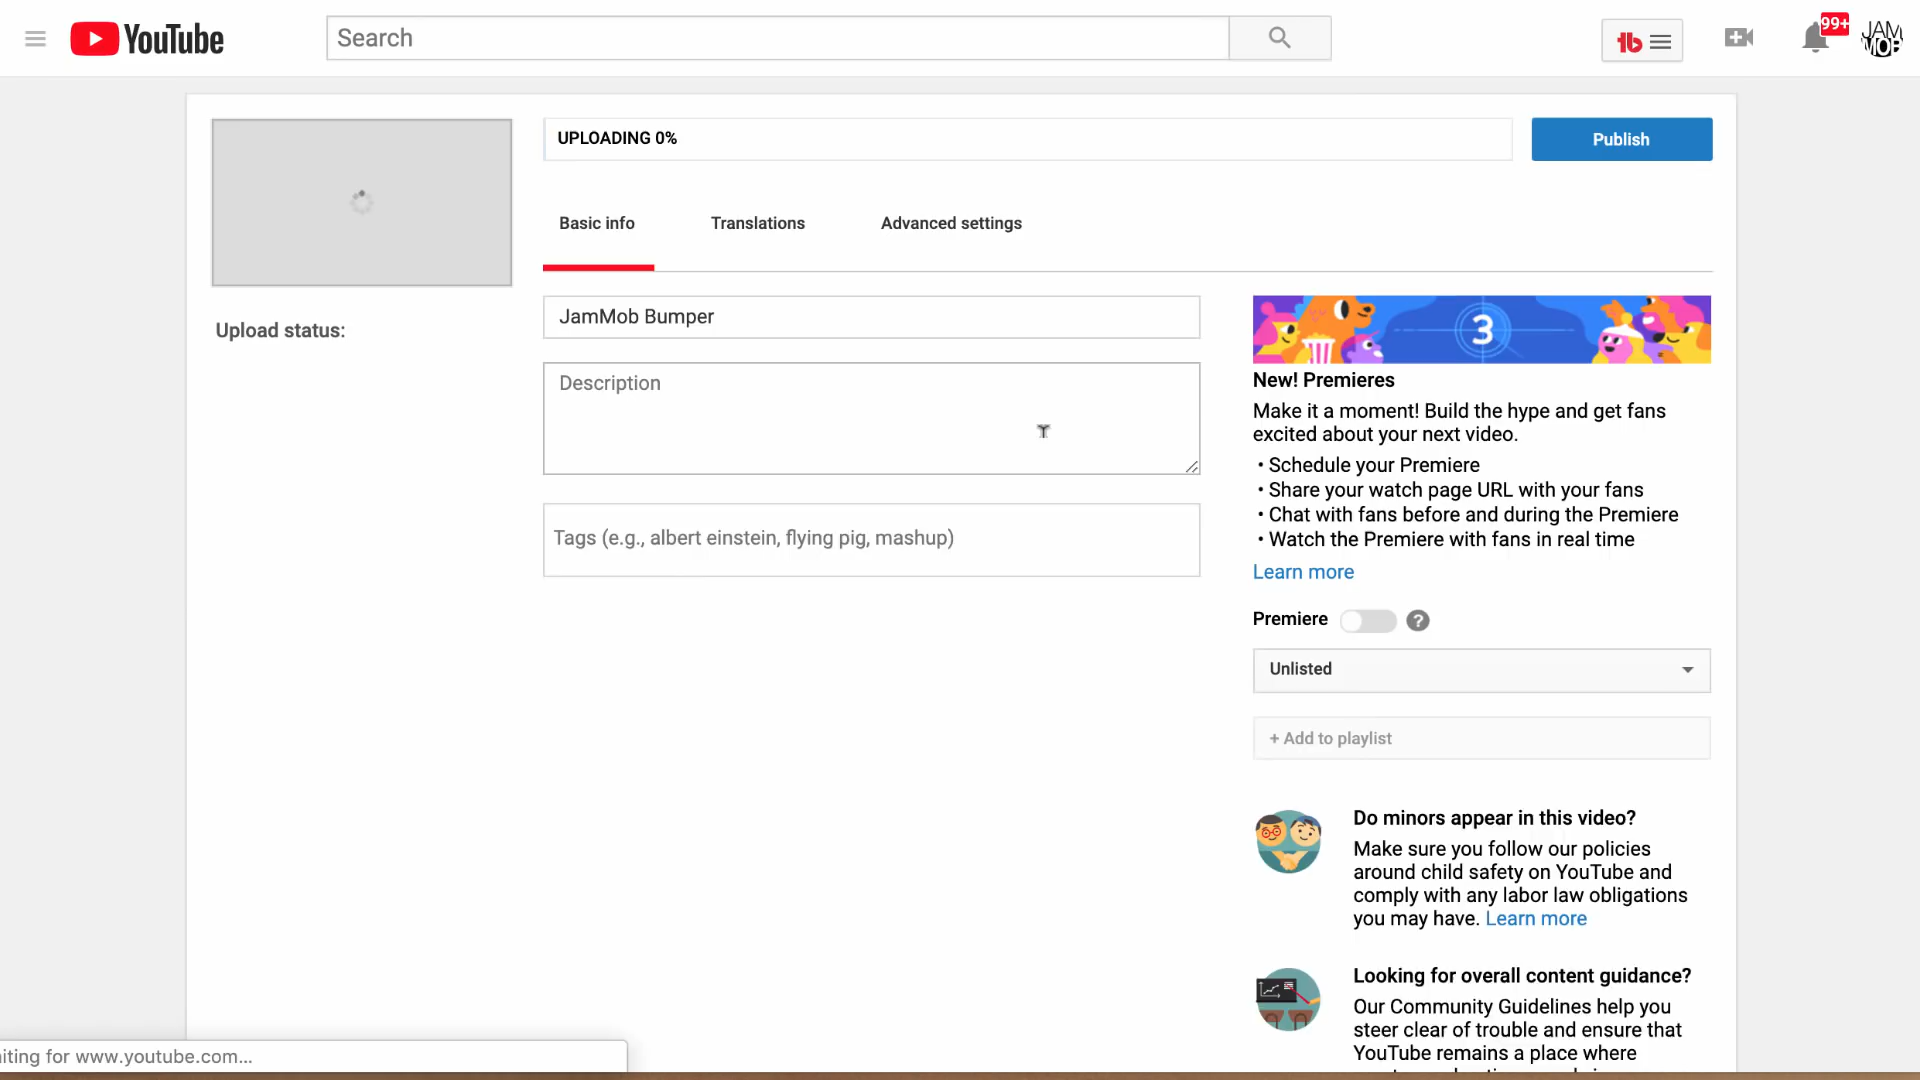 YouTube
Search
tb
99+
JAM
MOB
UPLOADING 0%
Publish
Basic info
Translations
Advanced settings
Upload status:
JamMob Bumper
Description
Tags (e.g., albert einstein, flying pig, mashup)
3
New! Premieres
Make it a moment! Build the hype and get fans
excited about your next video.
• Schedule your Premiere
• Share your watch page URL with your fans
• Chat with fans before and during the Premiere
• Watch the Premiere with fans in real time
Learn more
Premiere ?
Unlisted
+ Add to playlist
Do minors appear in this video?
Make sure you follow our policies
around child safety on YouTube and
comply with any labor law obligations
you may have. Learn more
Looking for overall content guidance?
Our Community Guidelines help you
steer clear of trouble and ensure that
YouTube remains a place where
iting for www.youtube.com...